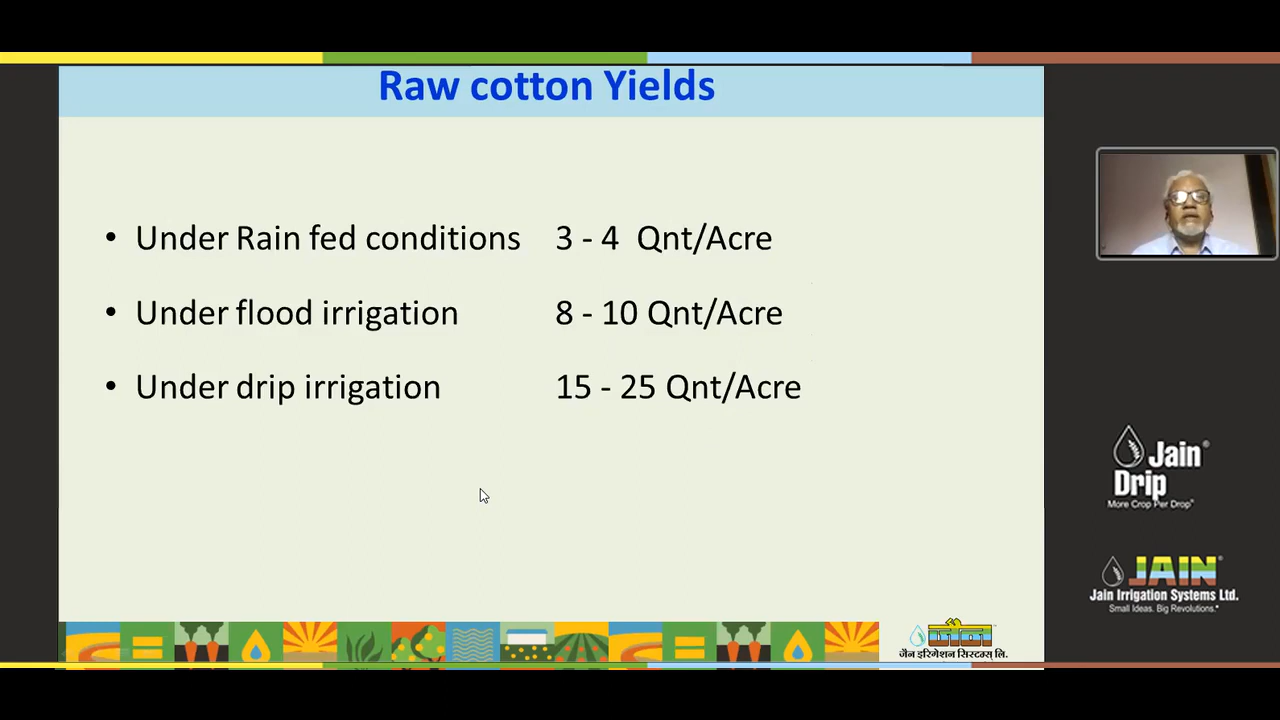 Raw cotton Yields
• Under Rain fed conditions 3 - 4 Qnt/Acre
• Under flood irrigation 8 - 10 Qnt/Acre
• Under drip irrigation 15 - 25 Qnt/Acre
Jain®
Drip
More Crop Per Drop®
JAIN®
Jain Irrigation Systems Ltd.
Small Ideas. Big Revolutions.®
जैन
जैन इरिगेशन सिस्टम्स् लि.